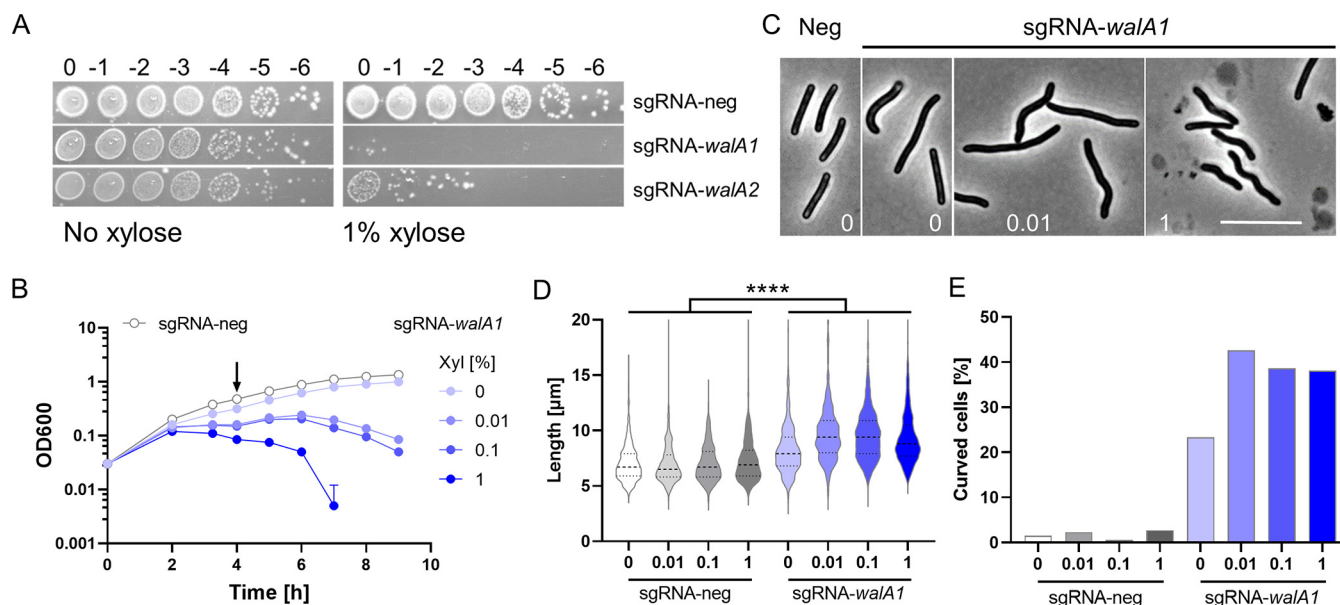 A
0 -1 -2 -3 -4 -5 -6
0 -1 -2 -3 -4 -5 -6
sgRNA-neg
sgRNA-walA1
sgRNA-walA2
No xylose
1% xylose
B
sgRNA-neg
sgRNA-walA1
Xyl [%]
0
0.01
0.1
1
OD600
10
1
0.1
0.01
0.001
0 2 4 6 8 10
Time [h]
C
Neg
sgRNA-walA1
0
0
0.01
1
D
****
Length [µm]
20
15
10
5
0
0 0.01 0.1 1 0 0.01 0.1 1
sgRNA-neg
sgRNA-walA1
E
Curved cells [%]
50
40
30
20
10
0
0 0.01 0.1 1 0 0.01 0.1 1
sgRNA-neg
sgRNA-walA1